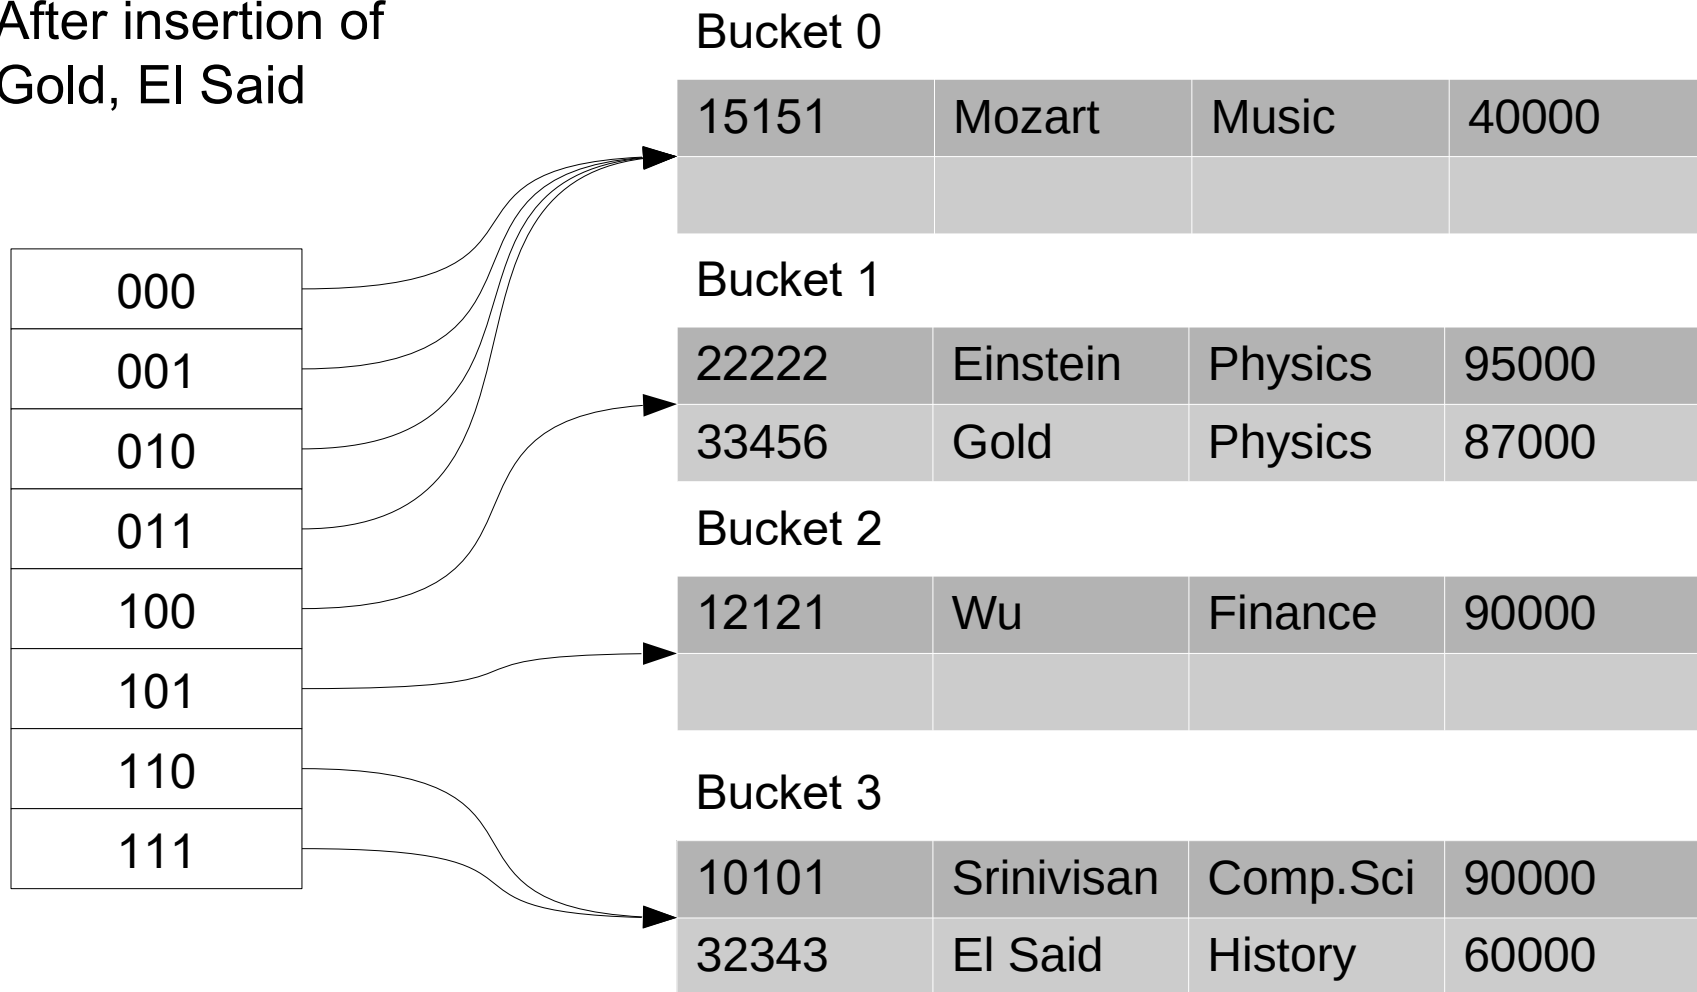 After insertion of
Gold, El Said
000
001
010
011
100
101
110
111
Bucket 0
15151 Mozart Music 40000
Bucket 1
22222 Einstein Physics 95000
33456 Gold Physics 87000
Bucket 2
12121 Wu Finance 90000
Bucket 3
10101 Srinivisan Comp.Sci 90000
32343 El Said History 60000